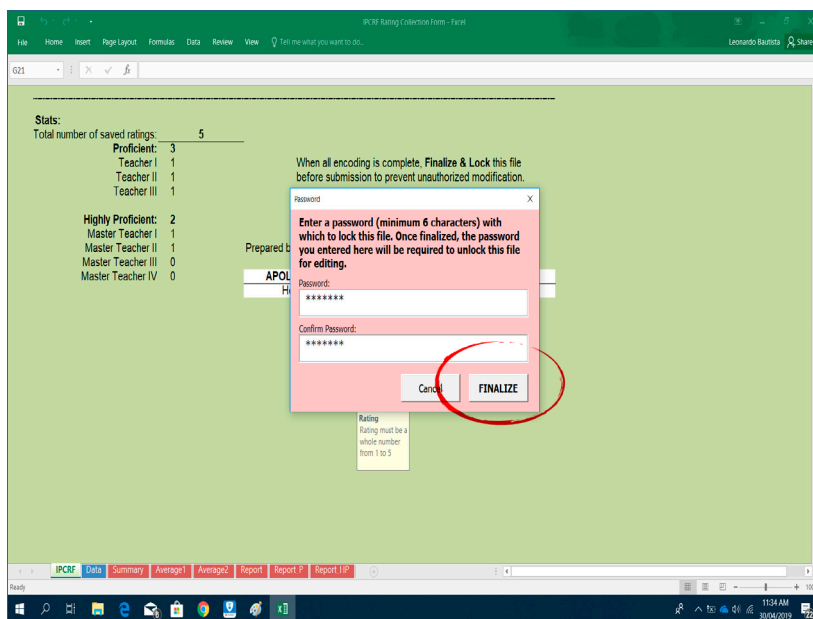 IPCRF Rating Collection Form - Excel
File Home Insert Page Layout Formulas Data Review View Tell me what you want to do...
Leonardo Bautista Share
G21
fx
Stats:
Total number of saved ratings: 5
Proficient: 3
Teacher I 1
Teacher II 1
Teacher III 1
When all encoding is complete, Finalize & Lock this file
before submission to prevent unauthorized modification.
Highly Proficient: 2
Master Teacher I 1
Master Teacher II 1
Master Teacher III 0
Master Teacher IV 0
Prepared b
APOL
H
Password X
Enter a password (minimum 6 characters) with
which to lock this file. Once finalized, the password
you entered here will be required to unlock this file
for editing.
Password:
*******
Confirm Password:
*******
Cancel FINALIZE
Rating
Rating must be a
whole number
from 1 to 5
IPCRF Data Summary Average1 Average2 Report Report_P Report_HP
Ready
11:34 AM
30/04/2019
22